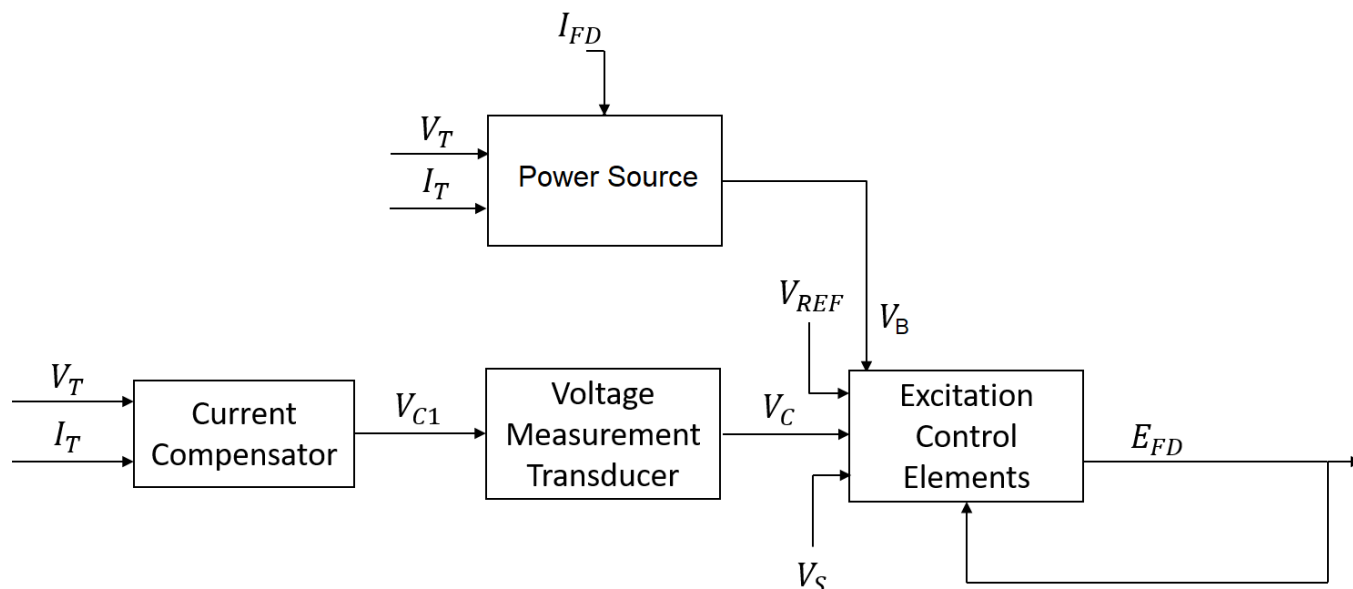 I_FD
V_T
I_T
Power Source
V_REF
V_B
V_T
I_T
Current
Compensator
V_C1
Voltage
Measurement
Transducer
V_C
Excitation
Control
Elements
E_FD
V_S